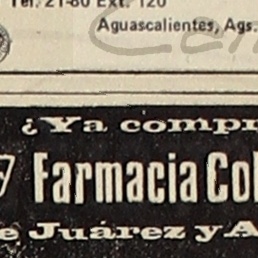 Tel. 21-80 Ext. 120
Aguascalientes, Ags.
¿Ya compr
Farmacia Col
e Juárez y A